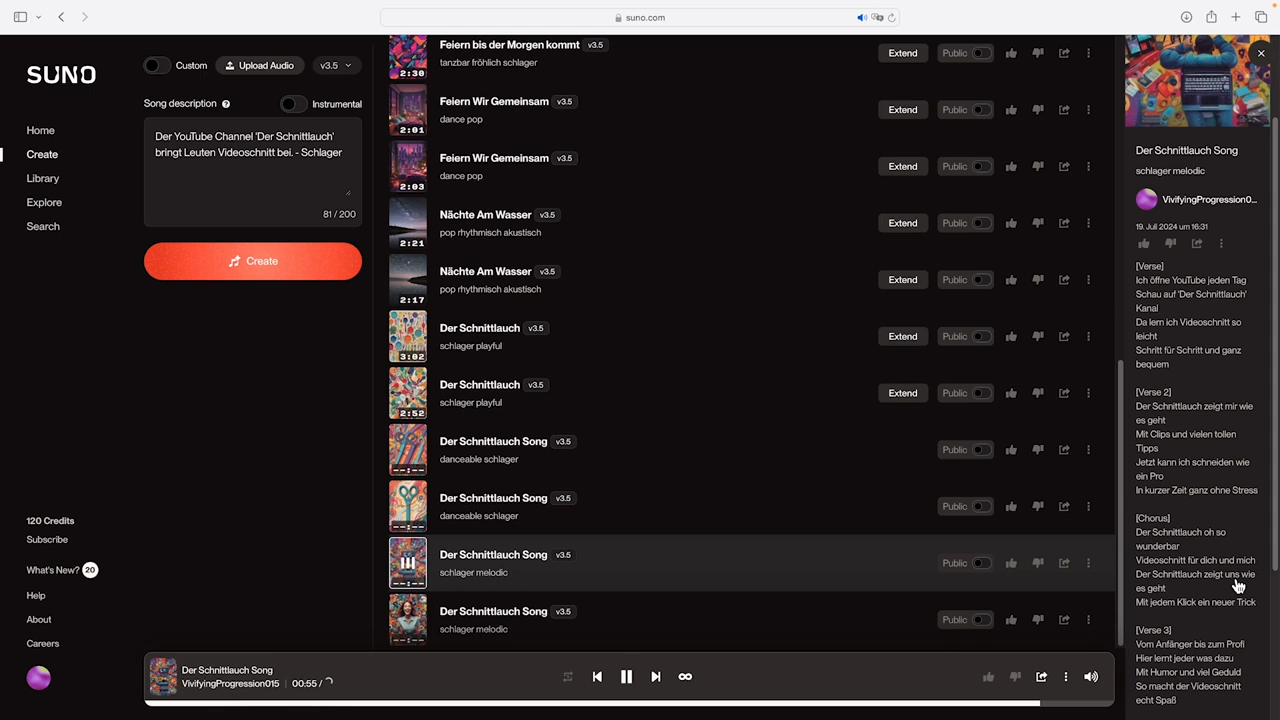 suno.com
SUNO
Home
Create
Library
Explore
Search
120 Credits
Subscribe
What's New? 20
Help
About
Careers
Custom
Upload Audio
v3.5
Song description ?
Instrumental
Der YouTube Channel 'Der Schnittlauch'
bringt Leuten Videoschnitt bei. - Schlager
81 / 200
Create
Feiern bis der Morgen kommt v3.5
tanzbar fröhlich schlager
2:30
Extend Public
Feiern Wir Gemeinsam v3.5
dance pop
2:01
Extend Public
Feiern Wir Gemeinsam v3.5
dance pop
2:03
Extend Public
Nächte Am Wasser v3.5
pop rhythmisch akustisch
2:21
Extend Public
Nächte Am Wasser v3.5
pop rhythmisch akustisch
2:17
Extend Public
Der Schnittlauch v3.5
schlager playful
3:02
Extend Public
Der Schnittlauch v3.5
schlager playful
2:52
Extend Public
Der Schnittlauch Song v3.5
danceable schlager
--:--
Public
Der Schnittlauch Song v3.5
danceable schlager
--:--
Public
Der Schnittlauch Song v3.5
schlager melodic
--:--
Public
Der Schnittlauch Song v3.5
schlager melodic
--:--
Public
Der Schnittlauch Song
VivifyingProgression015 00:55 /
Der Schnittlauch Song
schlager melodic
VivifyingProgression0...
19. Juli 2024 um 16:31
[Verse]
Ich öffne YouTube jeden Tag
Schau auf 'Der Schnittlauch'
Kanal
Da lern ich Videoschnitt so
leicht
Schritt für Schritt und ganz
bequem
[Verse 2]
Der Schnittlauch zeigt mir wie
es geht
Mit Clips und vielen tollen
Tipps
Jetzt kann ich schneiden wie
ein Pro
In kurzer Zeit ganz ohne Stress
[Chorus]
Der Schnittlauch oh so
wunderbar
Videoschnitt für dich und mich
Der Schnittlauch zeigt uns wie
es geht
Mit jedem Klick ein neuer Trick
[Verse 3]
Vom Anfänger bis zum Profi
Hier lernt jeder was dazu
Mit Humor und viel Geduld
So macht der Videoschnitt
echt Spaß